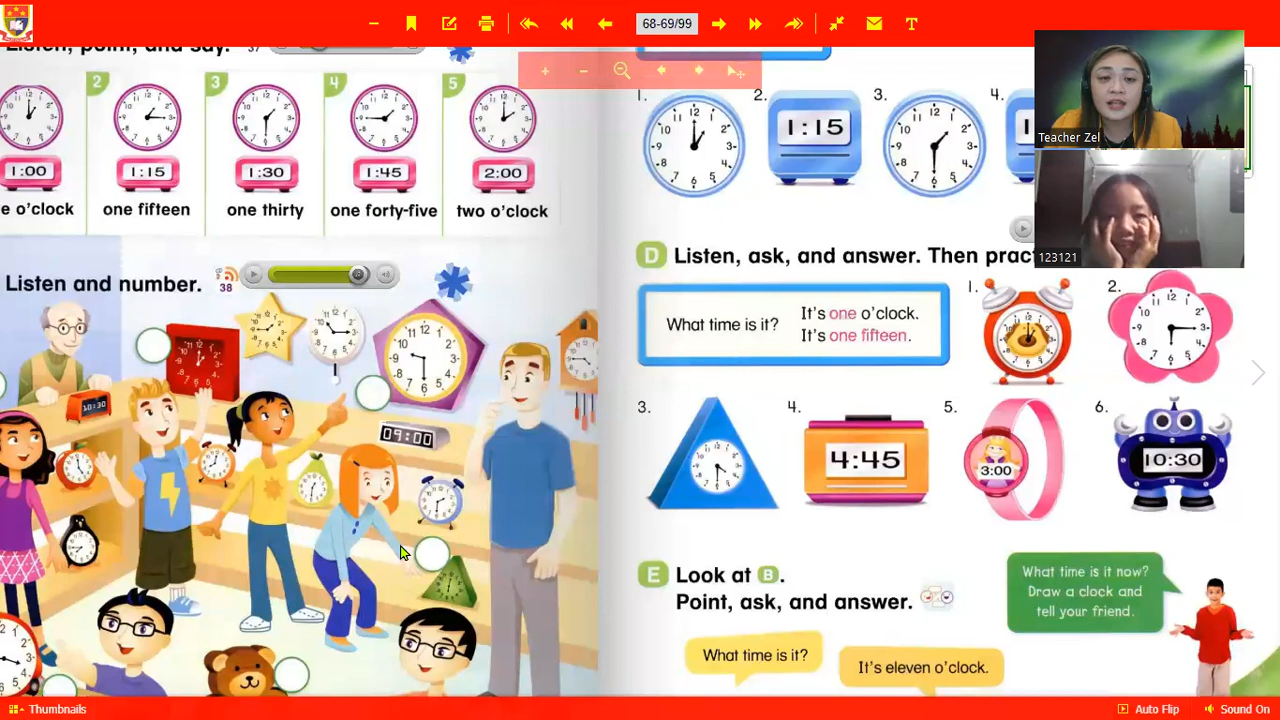 68-69/99
Listen, point, and say. 37
2
3
4
5
1:00
1:15
1:30
1:45
2:00
e o'clock
one fifteen
one thirty
one forty-five
two o'clock
Listen and number. 38
10:30
09:00
1.
2.
3.
4.
1:15
1
Teacher Zel
123121
D Listen, ask, and answer. Then pract
What time is it?
It's one o'clock.
It's one fifteen.
1.
2.
3.
4.
5.
6.
4:45
3:00
10:30
E Look at B.
Point, ask, and answer.
What time is it now?
Draw a clock and
tell your friend.
What time is it?
It's eleven o'clock.
Thumbnails
Auto Flip
Sound On